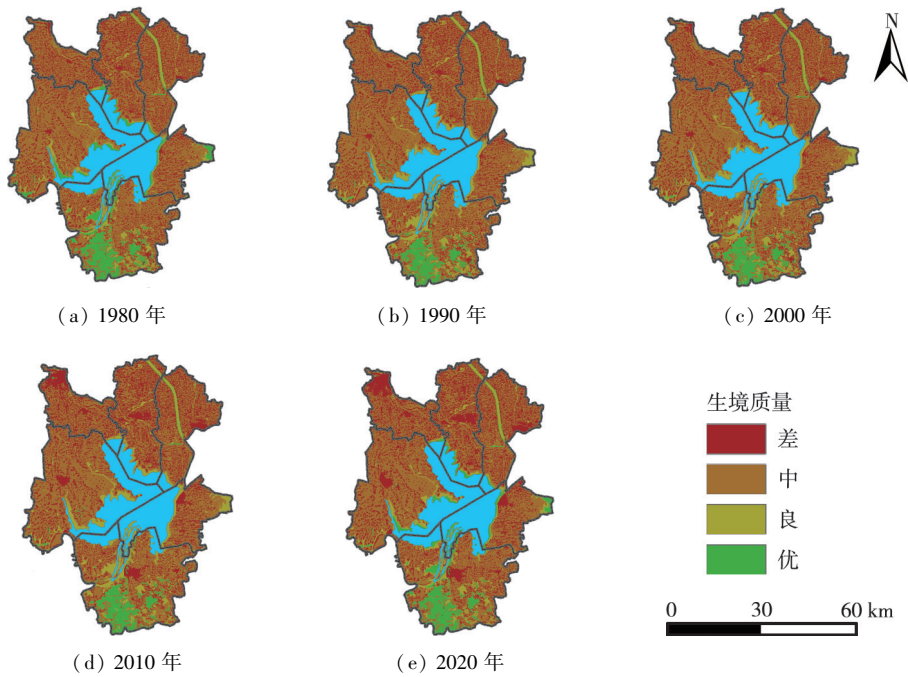 N
(a) 1980 年
(b) 1990 年
(c) 2000 年
生境质量
差
中
良
优
0 30 60 km
(d) 2010 年
(e) 2020 年